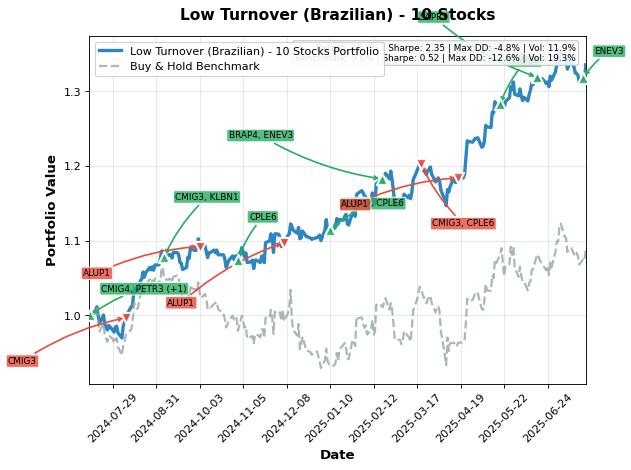 Low Turnover (Brazilian) - 10 Stocks
ENEV3
Low Turnover (Brazilian) - 10 Stocks Portfolio
Buy & Hold Benchmark
Sharpe: 2.35 | Max DD: -4.8% | Vol: 11.9%
Sharpe: 0.52 | Max DD: -12.6% | Vol: 19.3%
BRAP4, ENEV3
CMIG3, KLBN1
CPLE6
ALUP1
CPLE6
CMIG3, CPLE6
ALUP1
CMIG4, PETR3 (+1)
ALUP1
CMIG3
1.3
1.2
1.1
1.0
Portfolio Value
2024-07-29
2024-08-31
2024-10-03
2024-11-05
2024-12-08
2025-01-10
2025-02-12
2025-03-17
2025-04-19
2025-05-22
2025-06-24
Date